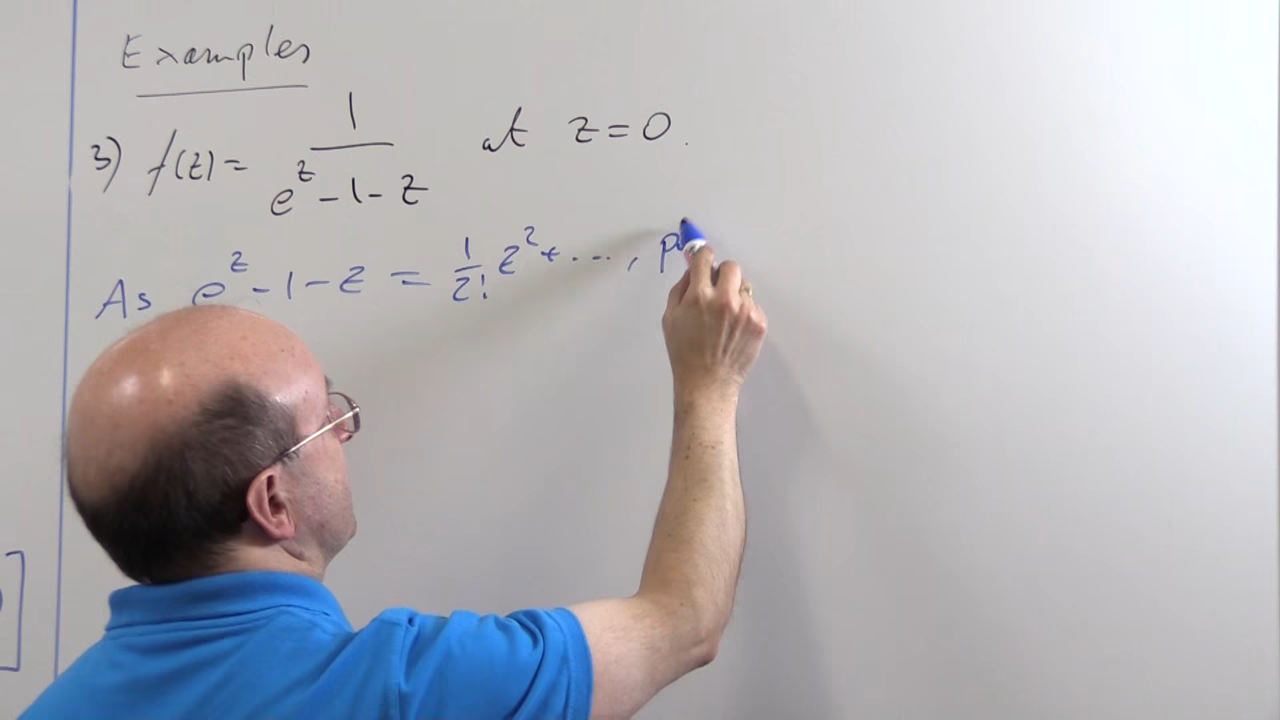 Examples
3) f(z) = 1/(e^z - 1 - z) at z = 0.
As e^z - 1 - z = 1/2! z^2 + ..., p